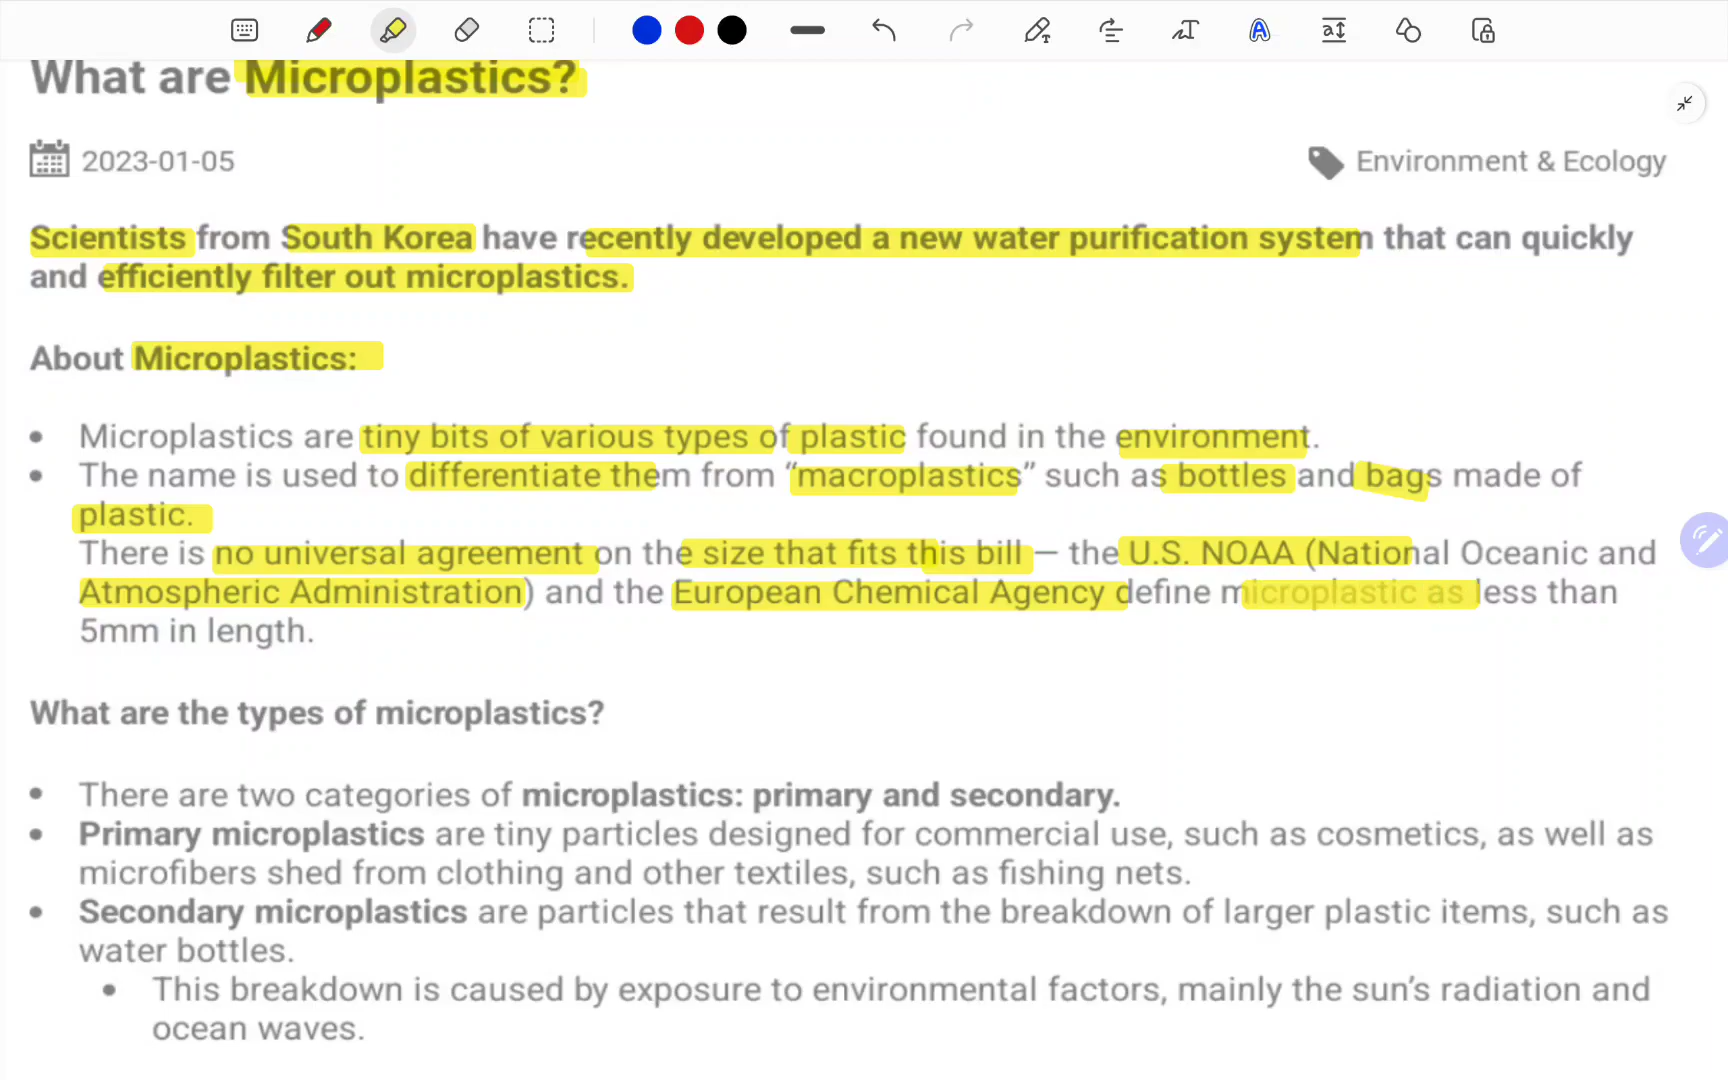 What are Microplastics?
2023-01-05
Environment & Ecology
Scientists from South Korea have recently developed a new water purification system that can quickly
and efficiently filter out microplastics.
About Microplastics:
• Microplastics are tiny bits of various types of plastic found in the environment.
• The name is used to differentiate them from “macroplastics” such as bottles and bags made of
plastic.
There is no universal agreement on the size that fits this bill — the U.S. NOAA (National Oceanic and
Atmospheric Administration) and the European Chemical Agency define microplastic as less than
5mm in length.
What are the types of microplastics?
• There are two categories of microplastics: primary and secondary.
• Primary microplastics are tiny particles designed for commercial use, such as cosmetics, as well as
microfibers shed from clothing and other textiles, such as fishing nets.
• Secondary microplastics are particles that result from the breakdown of larger plastic items, such as
water bottles.
• This breakdown is caused by exposure to environmental factors, mainly the sun’s radiation and
ocean waves.